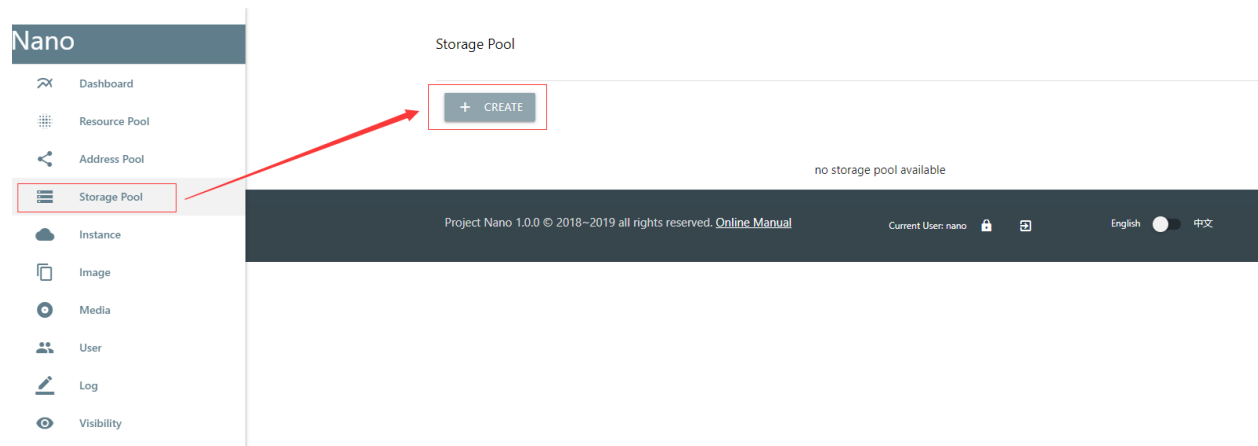 Nano
Dashboard
Resource Pool
Address Pool
Storage Pool
Instance
Image
Media
User
Log
Visibility
Storage Pool
+ CREATE
no storage pool available
Project Nano 1.0.0 © 2018~2019 all rights reserved. Online Manual
Current User: nano
English 中文